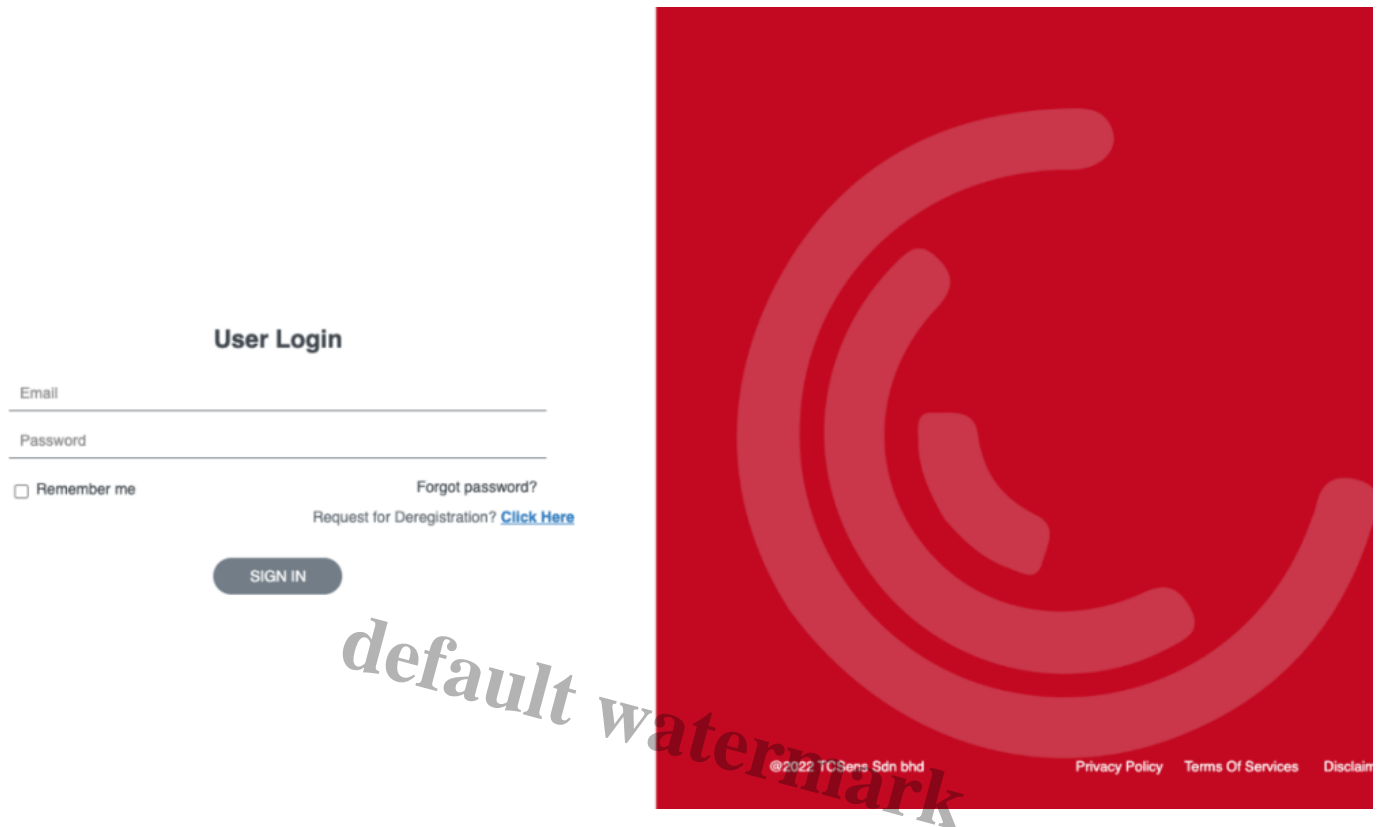 User Login
Email
Password
Remember me
Forgot password?
Request for Deregistration? Click Here
SIGN IN
default watermark
@2022 TCSens Sdn bhd
Privacy Policy
Terms Of Services
Disclaim